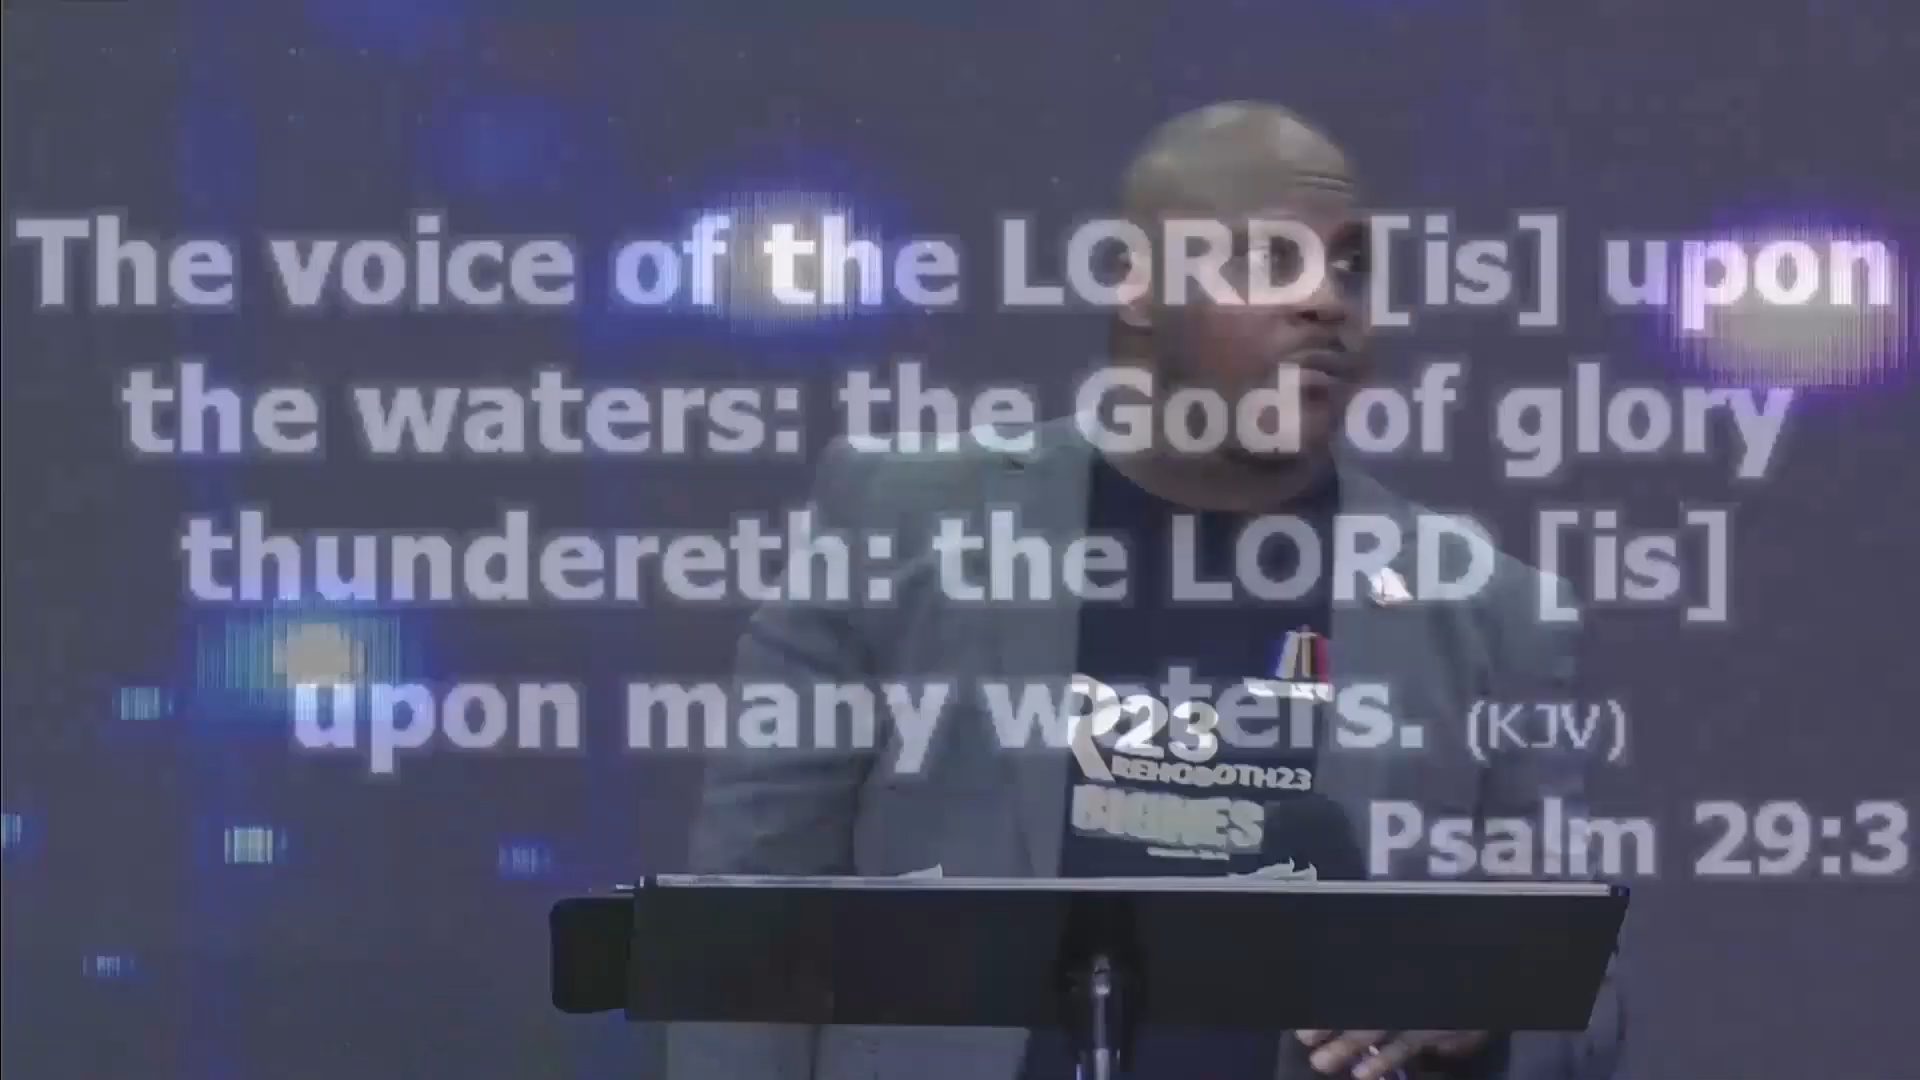 The voice of the LORD [is] upon
the waters: the God of glory
thundereth: the LORD [is]
upon many waters. (KJV)
Psalm 29:3
R23
REHOBOTH23